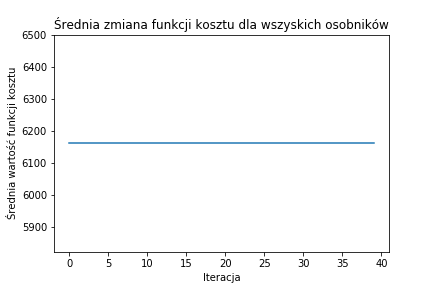 Średnia zmiana funkcji kosztu dla wszyskich osobników
Średnia wartość funkcji kosztu
6500
6400
6300
6200
6100
6000
5900
0 5 10 15 20 25 30 35 40
Iteracja